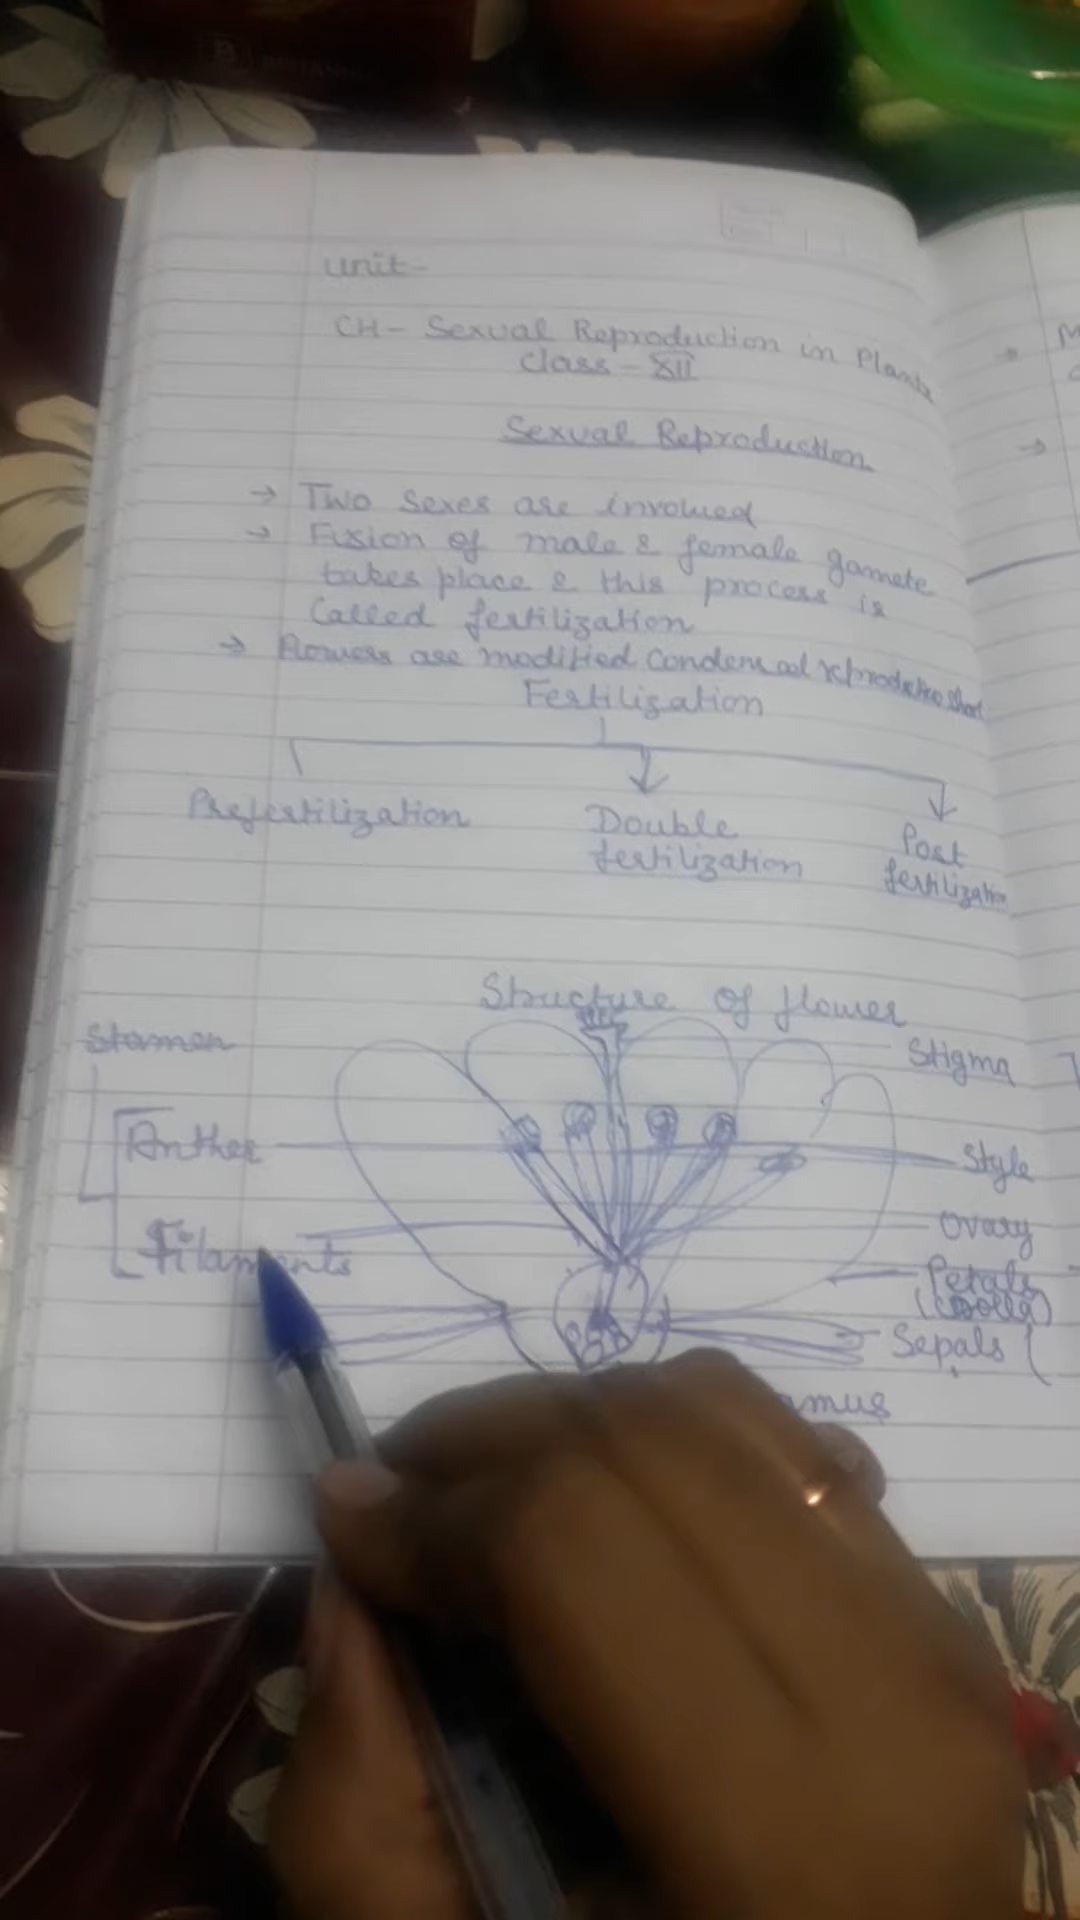 unit-
CH- Sexual Reproduction in Plants
Class - XII
Sexual Reproduction
→ Two sexes are involved
→ Fusion of male & female gamete
takes place & this process is
Called fertilization
→ Flowers are modified Condensed reproductive shoot
Fertilization
Prefertilization
Double
fertilization
Post
fertilization
Structure of flower
Stamen
Stigma
Anther
Style
Ovary
Filaments
Petals
Sepals